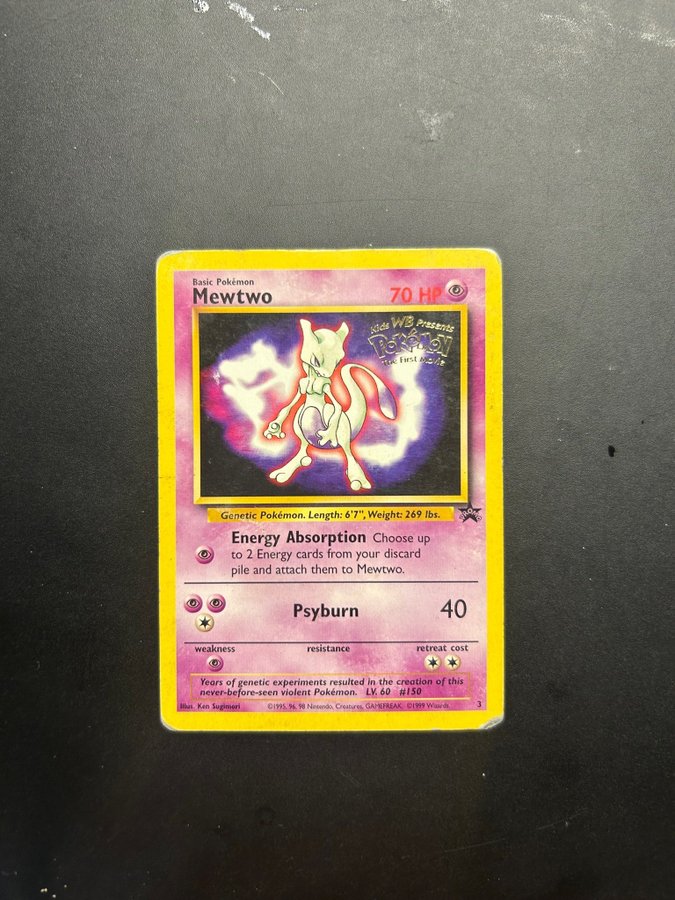 Basic Pokémon
Mewtwo
70 HP
Kids WB Presents
POKéMON
The First Movie
Genetic Pokémon. Length: 6'7", Weight: 269 lbs.
PROMO
Energy Absorption Choose up
to 2 Energy cards from your discard
pile and attach them to Mewtwo.
Psyburn 40
weakness resistance retreat cost
Years of genetic experiments resulted in the creation of this
never-before-seen violent Pokémon. LV. 60 #150
Illus. Ken Sugimori ©1995, 96, 98 Nintendo, Creatures, GAMEFREAK. ©1999 Wizards. 3